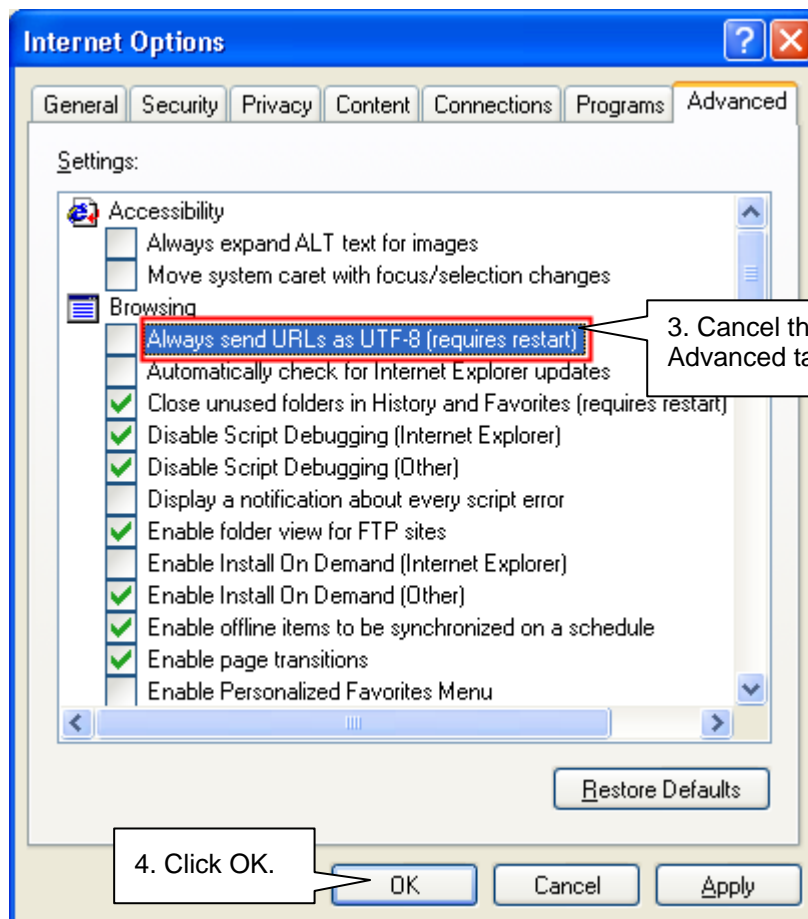 Internet Options
General Security Privacy Content Connections Programs Advanced
Settings:
Accessibility
Always expand ALT text for images
Move system caret with focus/selection changes
Browsing
Always send URLs as UTF-8 (requires restart)
3. Cancel th
Advanced ta
Automatically check for Internet Explorer updates
Close unused folders in History and Favorites (requires restart)
Disable Script Debugging (Internet Explorer)
Disable Script Debugging (Other)
Display a notification about every script error
Enable folder view for FTP sites
Enable Install On Demand (Internet Explorer)
Enable Install On Demand (Other)
Enable offline items to be synchronized on a schedule
Enable page transitions
Enable Personalized Favorites Menu
Restore Defaults
4. Click OK.
OK Cancel Apply